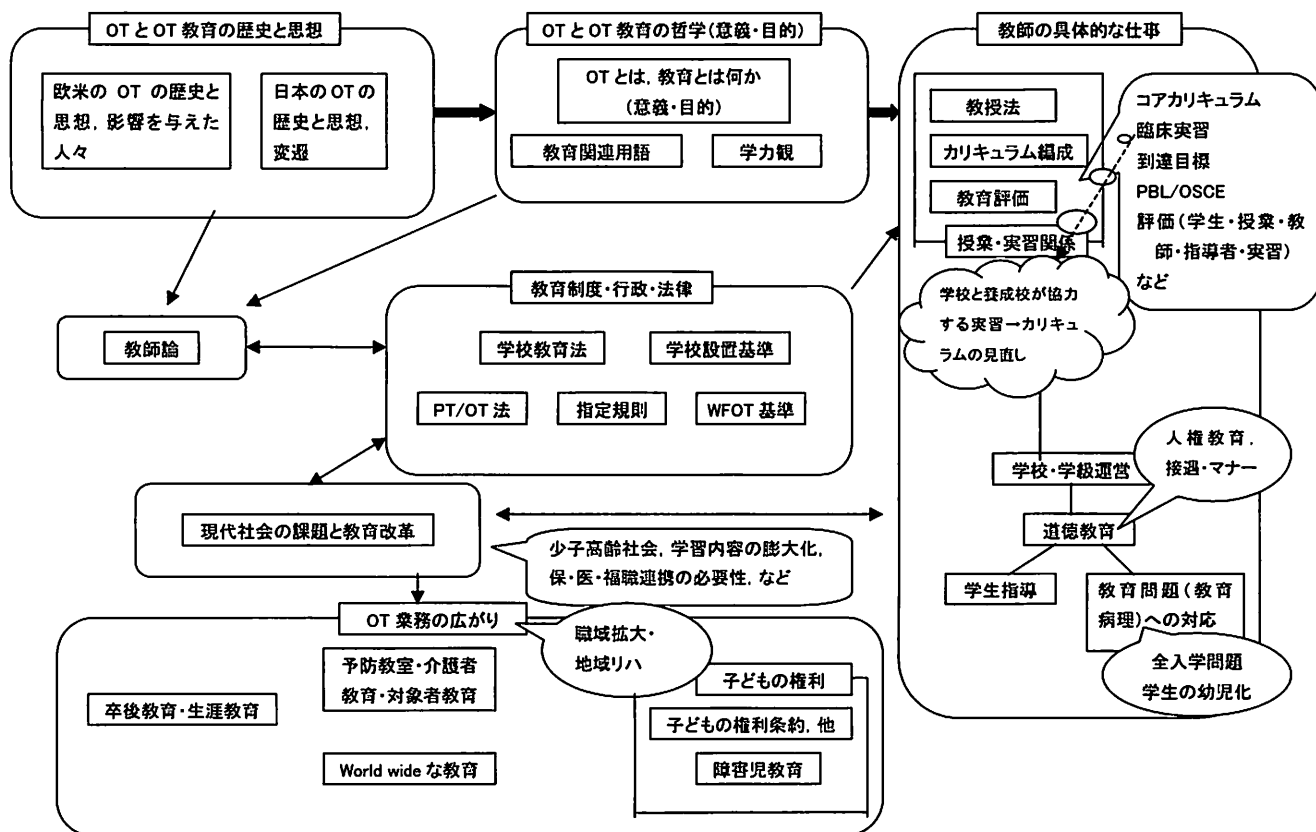 OTとOT教育の歴史と思想
欧米の OT の歴史と
思想，影響を与えた
人々
日本のOTの
歴史と思想，
変遷
OTとOT教育の哲学(意義・目的)
OTとは，教育とは何か
(意義・目的)
教育関連用語
学力観
教師の具体的な仕事
教授法
カリキュラム編成
教育評価
授業・実習関係
コアカリキュラム
臨床実習
到達目標
PBL/OSCE
評価(学生・授業・教
師・指導者・実習)
など
学校と養成校が協力
する実習→カリキュ
ラムの見直し
教育制度・行政・法律
学校教育法
学校設置基準
PT/OT 法
指定規則
WFOT 基準
教師論
人権教育，
接遇・マナー
学校・学級運営
道徳教育
学生指導
教育問題(教育
病理)への対応
全入学問題
学生の幼児化
現代社会の課題と教育改革
少子高齢社会，学習内容の膨大化，
保・医・福職連携の必要性，など
OT 業務の広がり
職域拡大・
地域リハ
予防教室・介護者
教育・対象者教育
卒後教育・生涯教育
World wide な教育
子どもの権利
子どもの権利条約，他
障害児教育